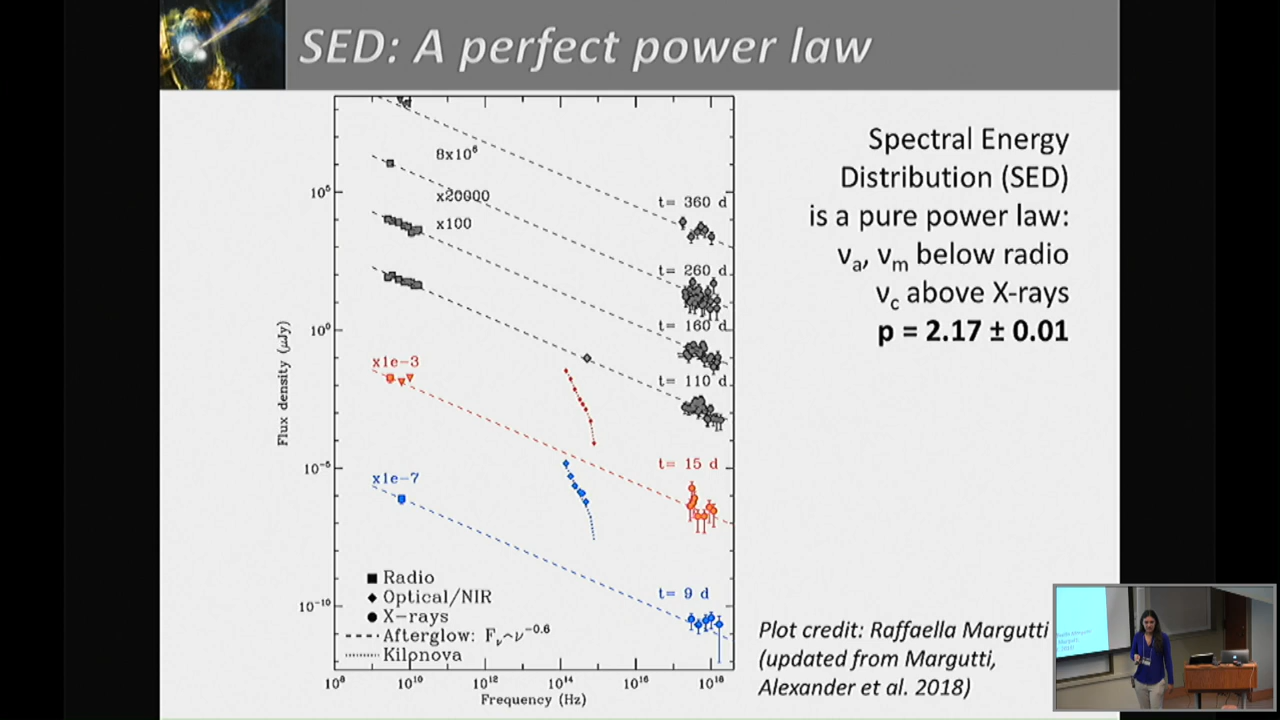 SED: A perfect power law
8x10⁶
x20000
x100
t= 360 d
t= 260 d
t= 160 d
t= 110 d
x1e-3
t= 15 d
x1e-7
t= 9 d
10⁵
10⁰
10⁻⁵
10⁻¹⁰
Flux density (μJy)
Radio
Optical/NIR
X-rays
Afterglow: Fν∼ν⁻⁰·⁶
Kilonova
10⁸ 10¹⁰ 10¹² 10¹⁴ 10¹⁶ 10¹⁸
Frequency (Hz)
Spectral Energy
Distribution (SED)
is a pure power law:
νa, νm below radio
νc above X-rays
p = 2.17 ± 0.01
Plot credit: Raffaella Margutti
(updated from Margutti,
Alexander et al. 2018)